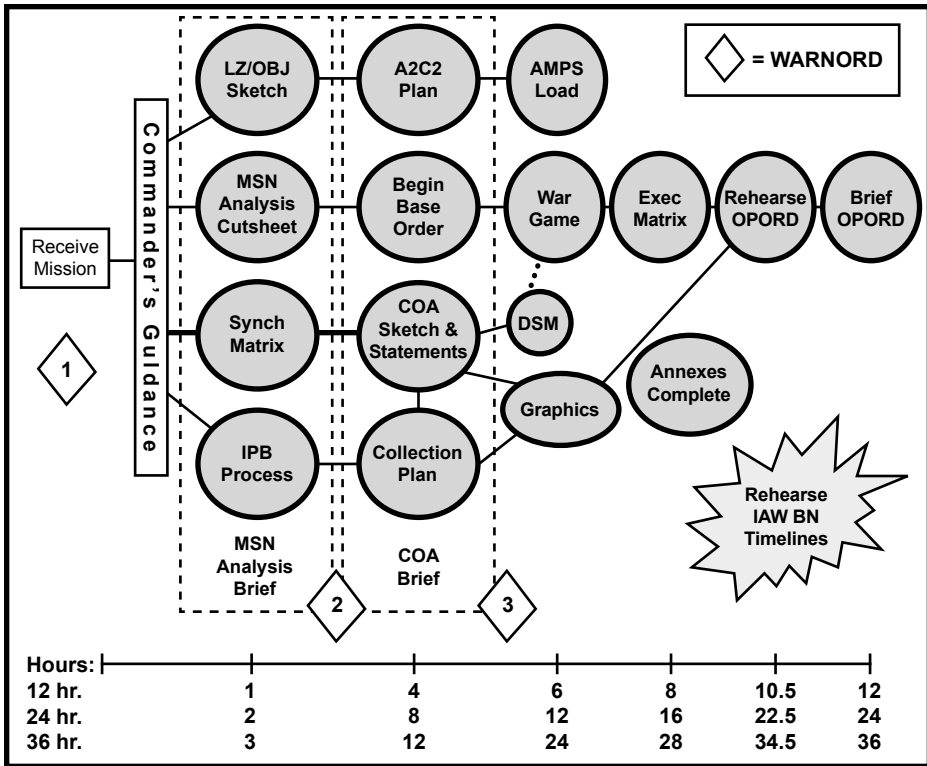 LZ/OBJ
Sketch
A2C2
Plan
AMPS
Load
= WARNORD
Commander's GuIdance
MSN
Analysis
Cutsheet
Begin
Base
Order
War
Game
Exec
Matrix
Rehearse
OPORD
Brief
OPORD
Receive
Mission
Synch
Matrix
COA
Sketch &
Statements
DSM
1
Graphics
Annexes
Complete
IPB
Process
Collection
Plan
Rehearse
IAW BN
Timelines
MSN
Analysis
Brief
COA
Brief
2
3
Hours:
12 hr. 1 4 6 8 10.5 12
24 hr. 2 8 12 16 22.5 24
36 hr. 3 12 24 28 34.5 36